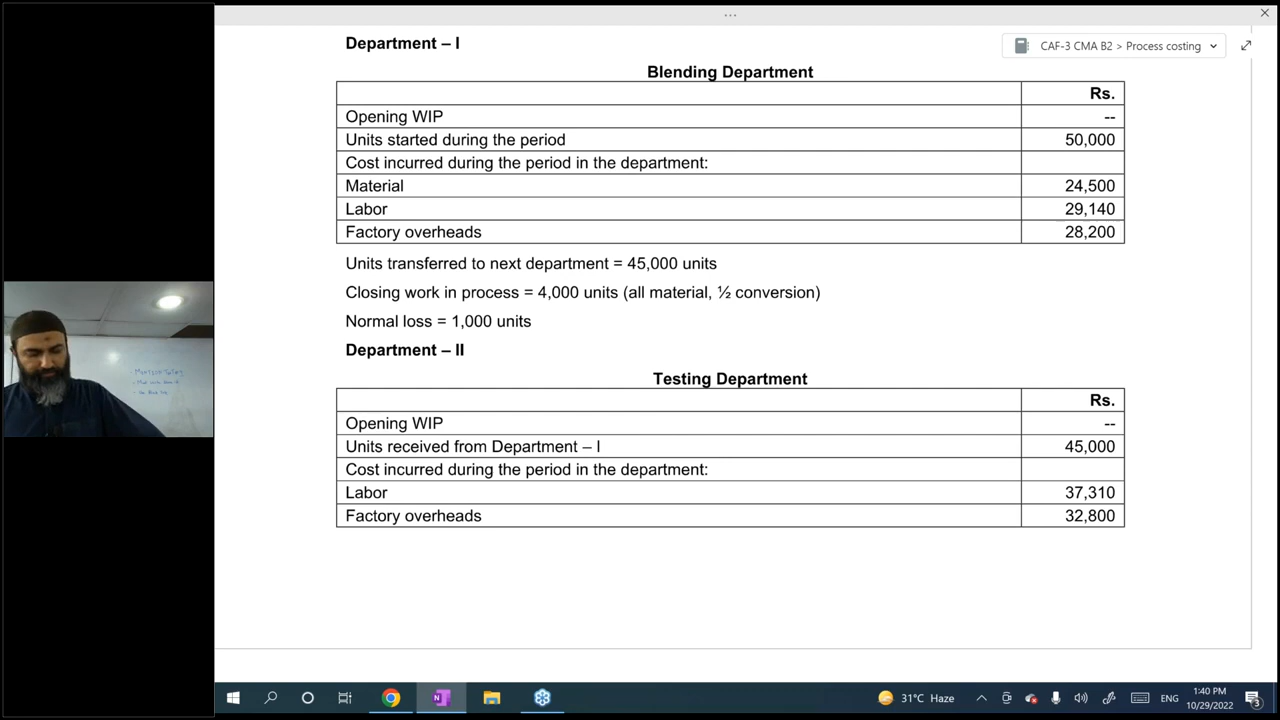 ...
CAF-3 CMA B2 > Process costing
Department – I
Blending Department
Rs.
Opening WIP --
Units started during the period 50,000
Cost incurred during the period in the department:
Material 24,500
Labor 29,140
Factory overheads 28,200
Units transferred to next department = 45,000 units
Closing work in process = 4,000 units (all material, ½ conversion)
Normal loss = 1,000 units
Department – II
Testing Department
Rs.
Opening WIP --
Units received from Department – I 45,000
Cost incurred during the period in the department:
Labor 37,310
Factory overheads 32,800
31°C Haze
ENG
1:40 PM
10/29/2022
3